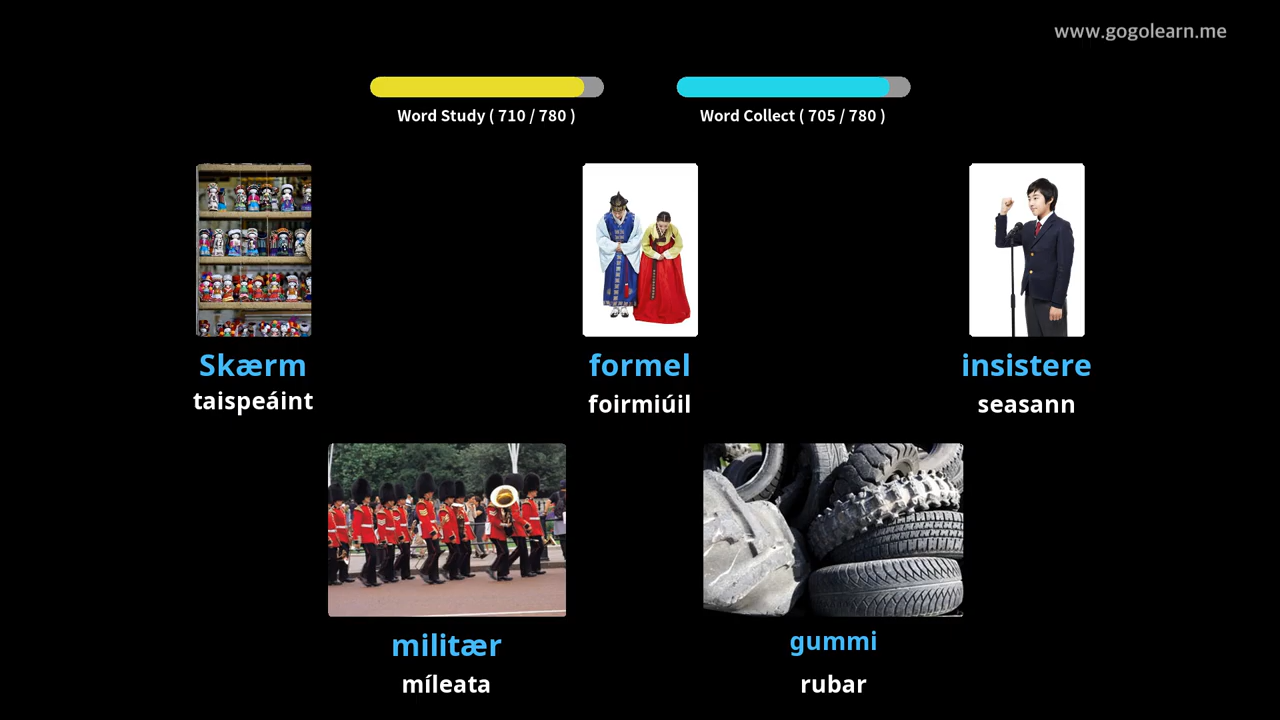 www.gogolearn.me
Word Study ( 710 / 780 )
Word Collect ( 705 / 780 )
Skærm
taispeáint
formel
foirmiúil
insistere
seasann
militær
míleata
gummi
rubar